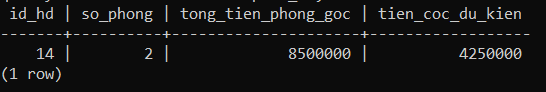 id_hd | so_phong | tong_tien_phong_goc | tien_coc_du_kien
-------+----------+---------------------+------------------
14 | 2 | 8500000 | 4250000
(1 row)